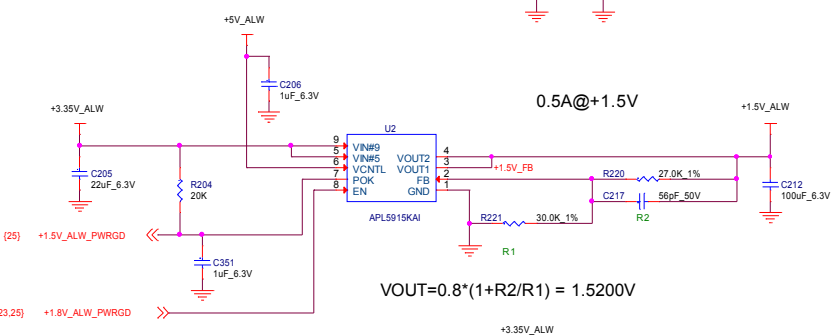 +5V_ALW
C206
1uF_6.3V
+3.35V_ALW
0.5A@+1.5V
+1.5V_ALW
U2
9 VIN#9
5 VIN#5
6 VCNTL
7 POK
8 EN
VOUT2 4
VOUT1 3
FB 2
GND 1
APL5915KAI
+1.5V_FB
C205
22uF_6.3V
R204
20K
R220 27.0K_1%
C217 56pF_50V
R2
C212
100uF_6.3V
R221 30.0K_1%
R1
{25} +1.5V_ALW_PWRGD
C351
1uF_6.3V
VOUT=0.8*(1+R2/R1) = 1.5200V
23,25} +1.8V_ALW_PWRGD
+3.35V_ALW